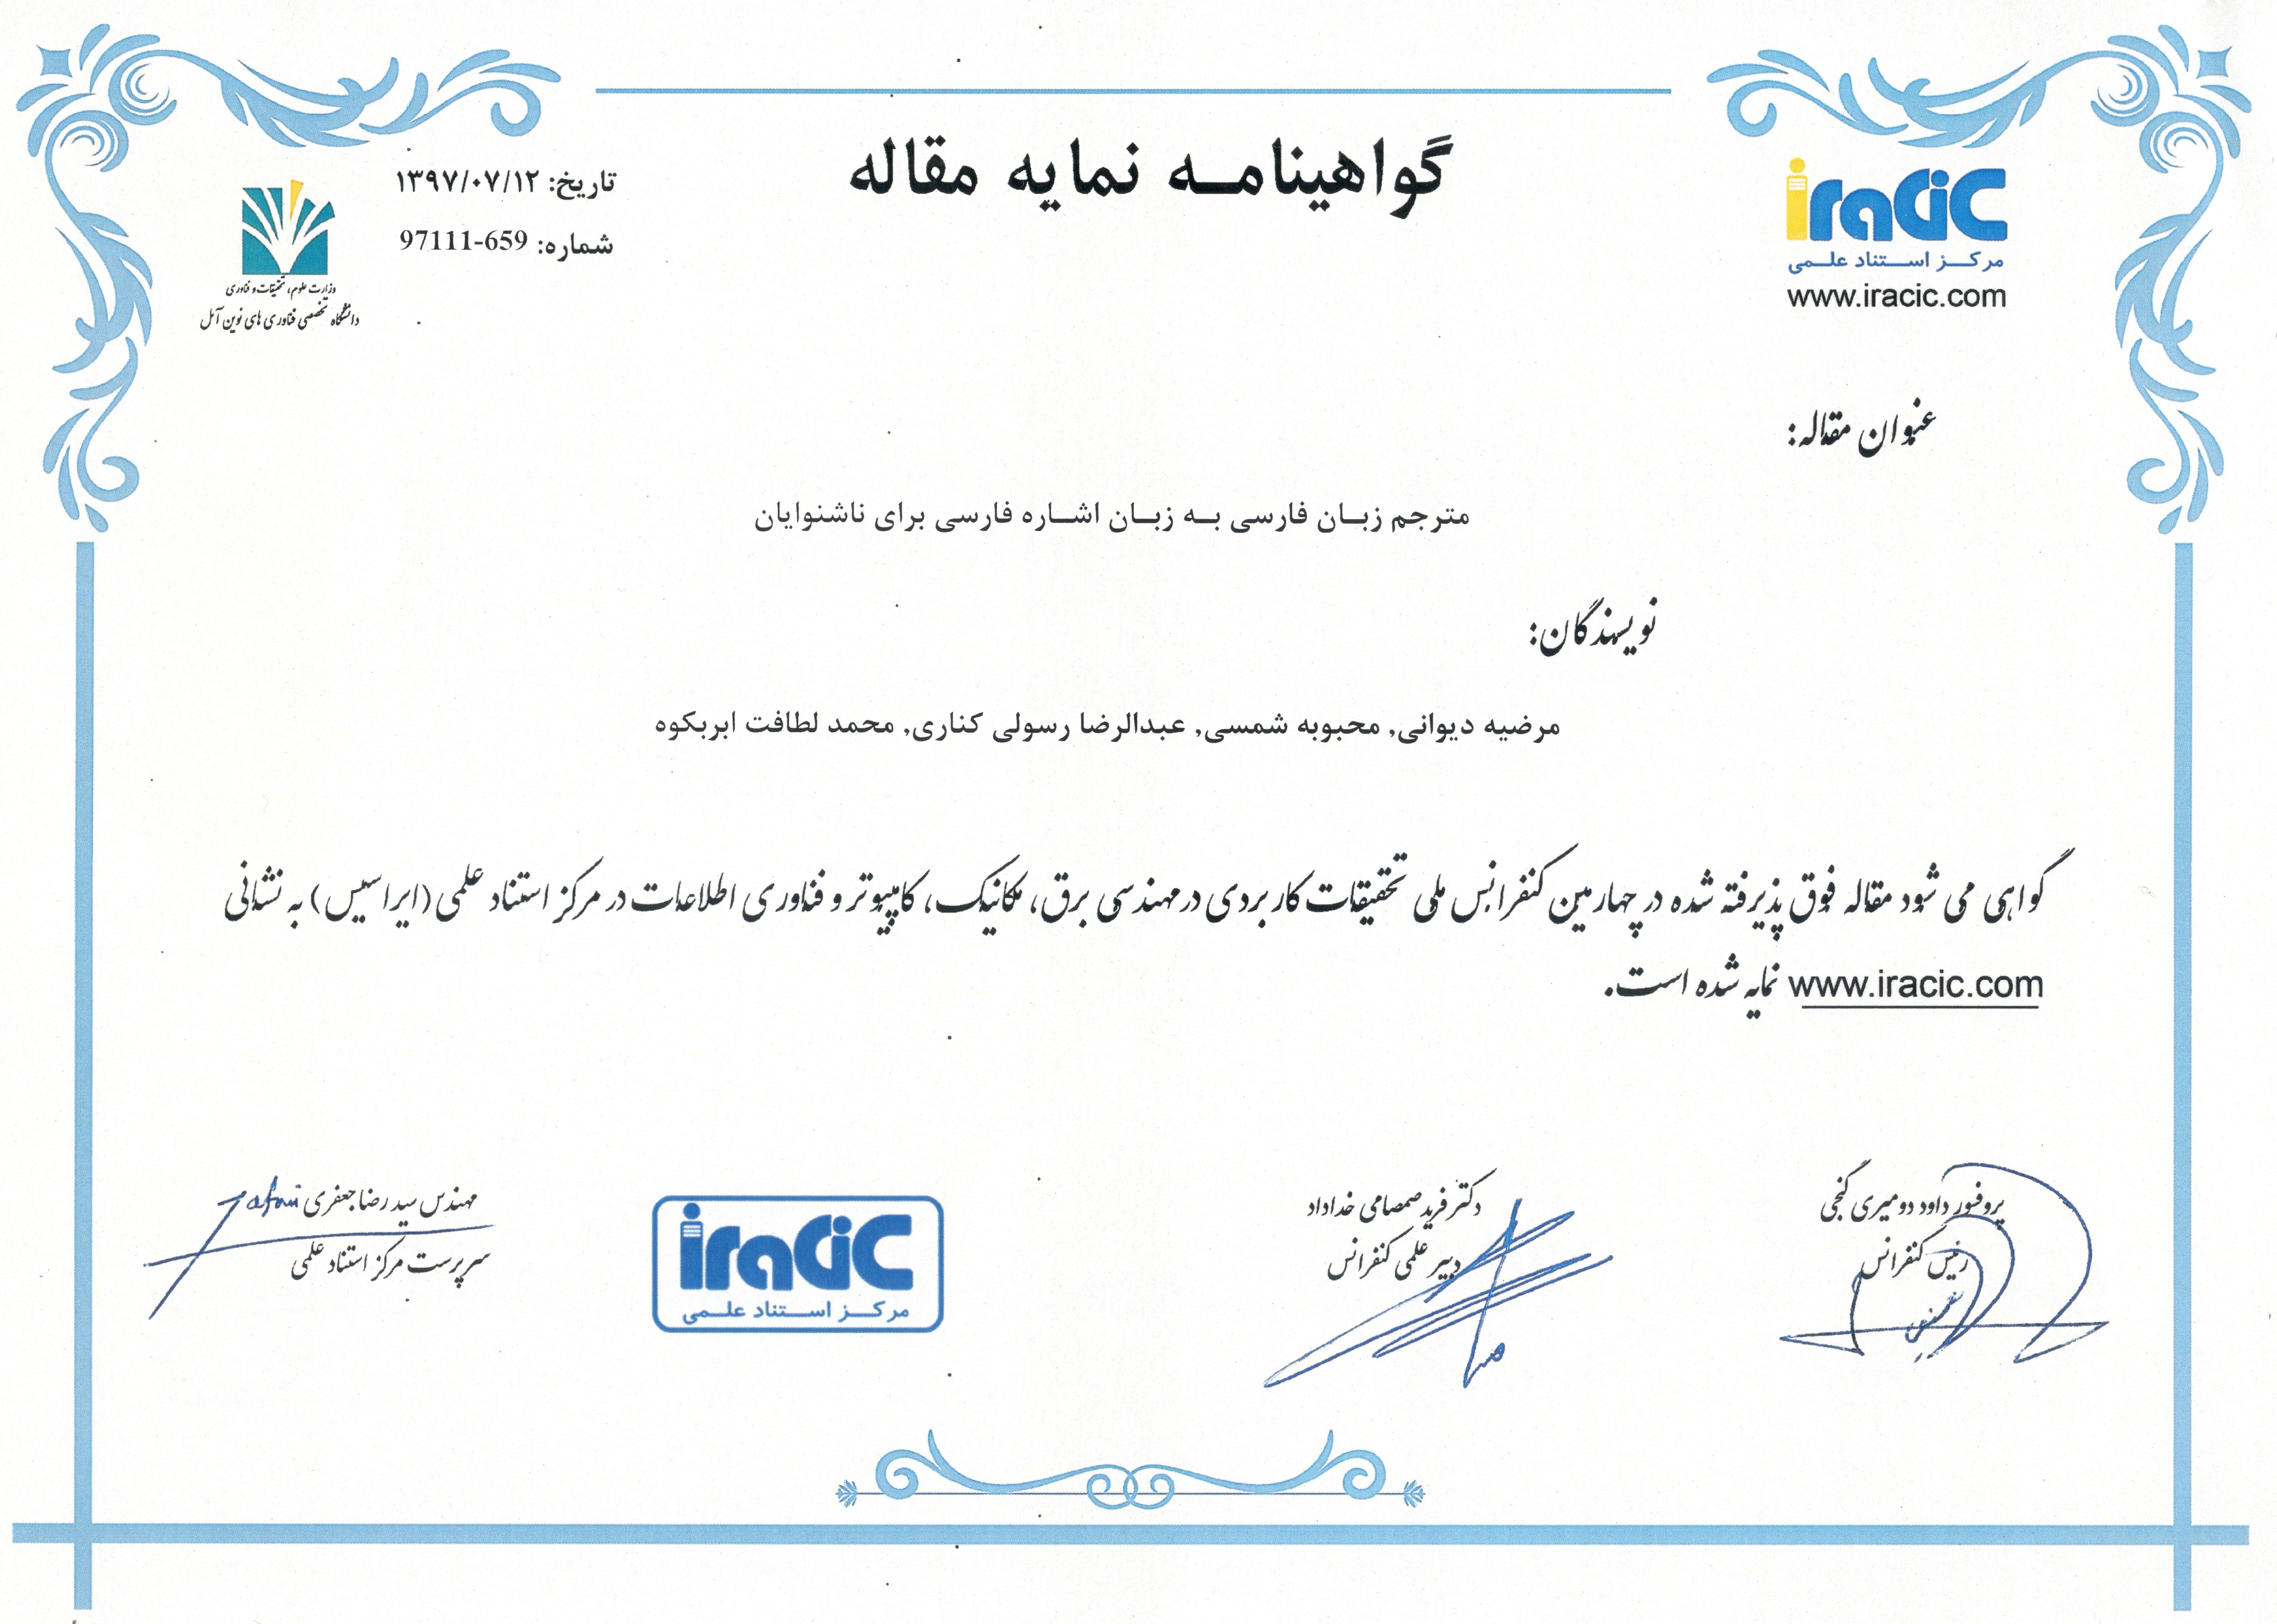 گواهینامه نمایه مقاله
iraCiC
مرکز استناد علمی
www.iracic.com
تاریخ: ۱۳۹۷/۰۷/۱۲
شماره: 97111-659
وزارت علوم، تحقیقات و فناوری
دانشگاه تخصصی فناوری های نوین آمل
عنوان مقاله:
مترجم زبان فارسی به زبان اشاره فارسی برای ناشنوایان
نویسندگان:
مرضیه دیوانی, محبوبه شمسی, عبدالرضا رسولی کناری, محمد لطافت ابربکوه
گواهی می شود مقاله فوق پذیرفته شده در چهارمین کنفرانس ملی تحقیقات کاربردی در مهندسی برق، مکانیک، کامپیوتر و فناوری اطلاعات در مرکز استناد علمی (ایراسیس) به نشانی
www.iracic.com نمایه شده است.
پروفسور داود دومیری گنجی
رئیس کنفرانس
دکتر فرید صمصامی خداداد
دبیر علمی کنفرانس
iraCiC
مرکز استناد علمی
مهندس سید رضا جعفری
Jafari
سرپرست مرکز استناد علمی